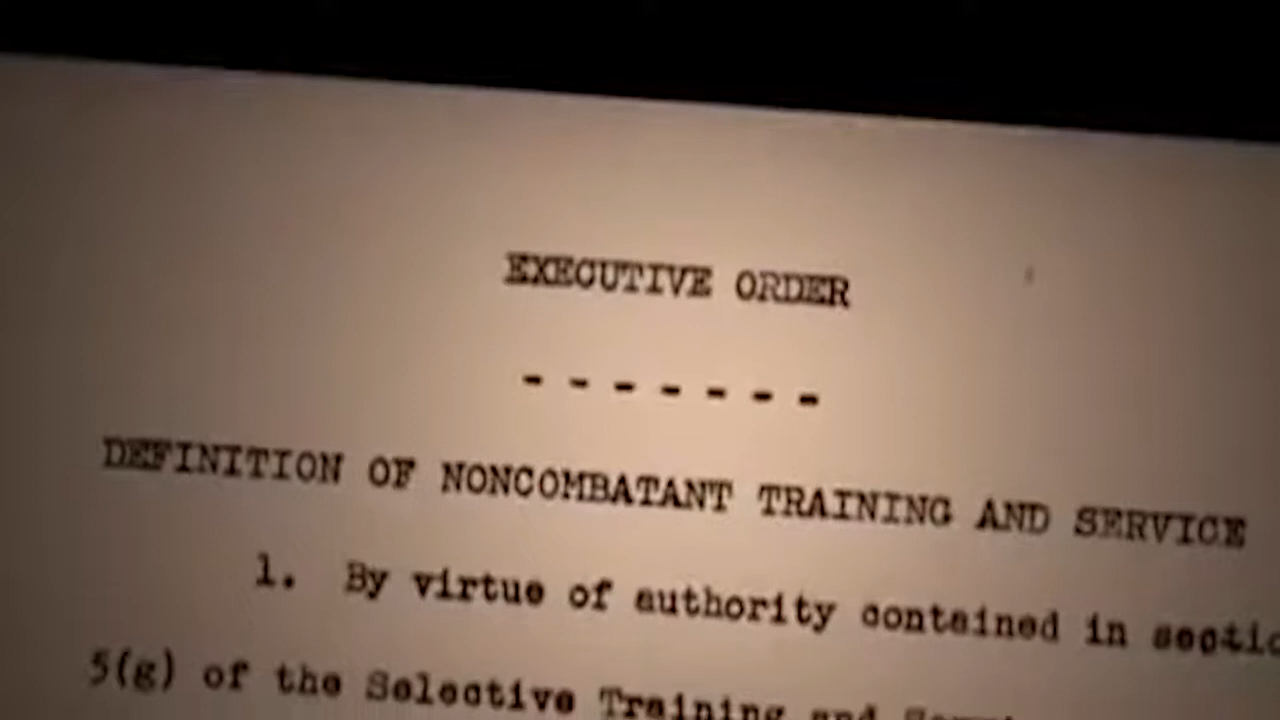 EXECUTIVE ORDER
- - - - - - -
DEFINITION OF NONCOMBATANT TRAINING AND SERVICE
1. By virtue of authority contained in
5(g) of the Selective Training and